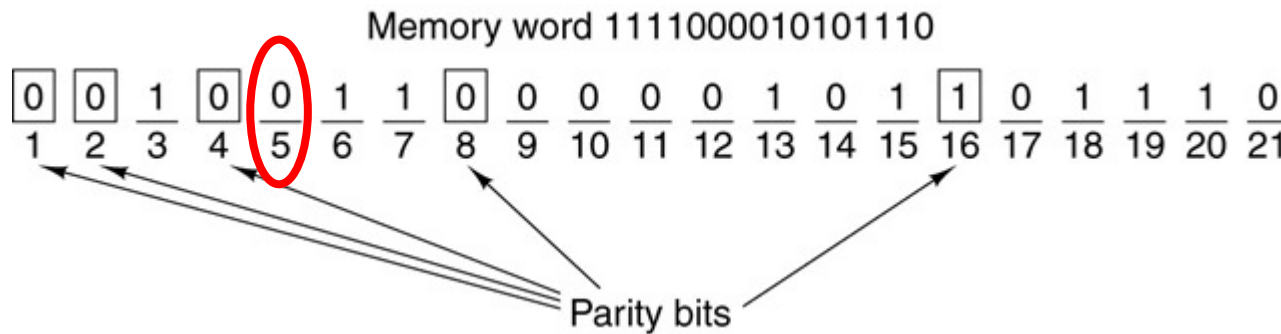 Memory word 1111000010101110
0 0 1 0 0 1 1 0 0 0 0 0 1 0 1 1 0 1 1 1 0
1 2 3 4 5 6 7 8 9 10 11 12 13 14 15 16 17 18 19 20 21
Parity bits